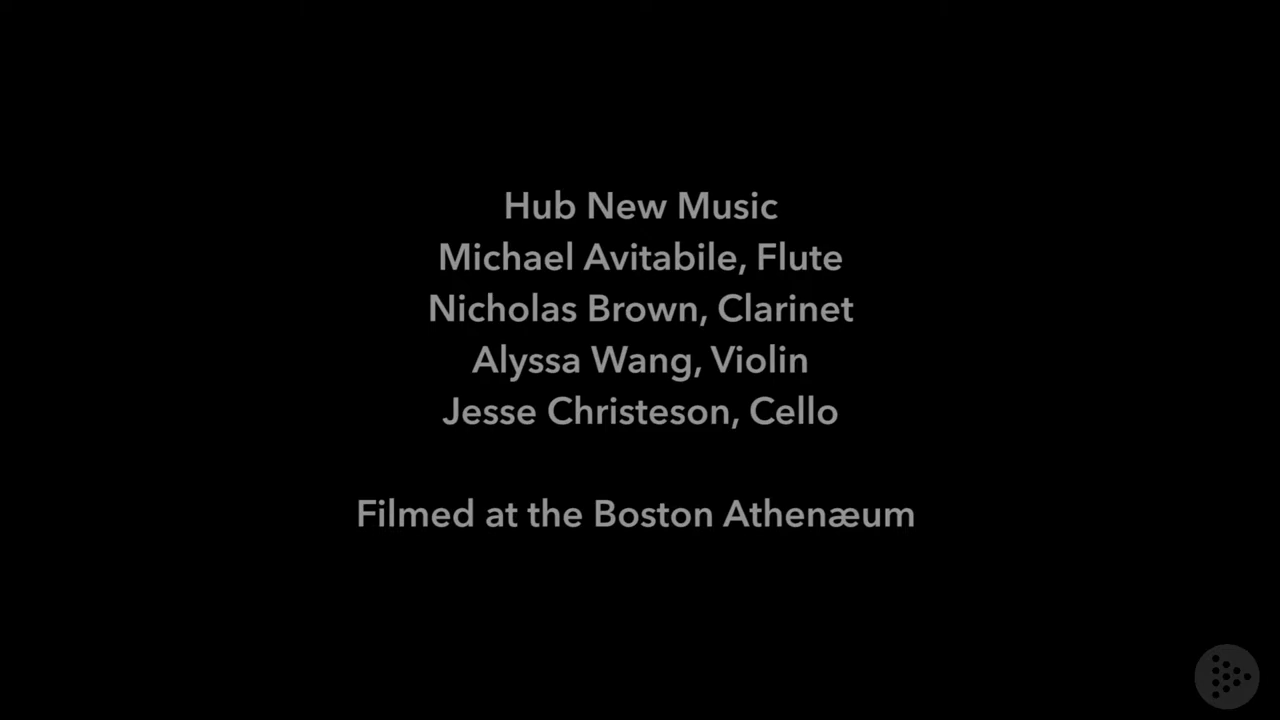 Hub New Music
Michael Avitabile, Flute
Nicholas Brown, Clarinet
Alyssa Wang, Violin
Jesse Christeson, Cello
Filmed at the Boston Athenæum